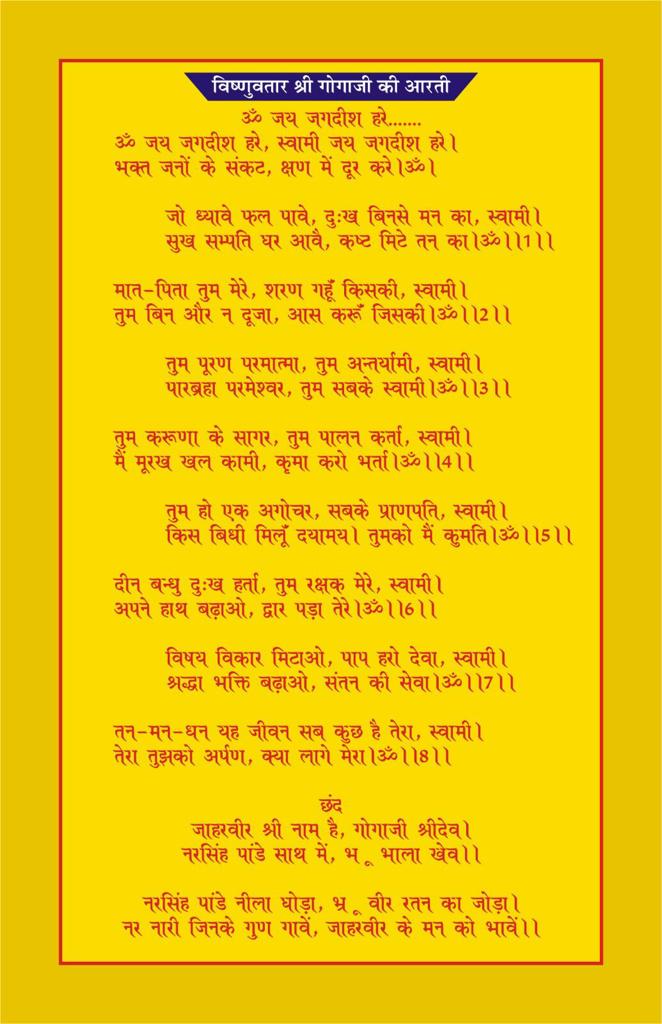 विष्णुवतार श्री गोगाजी की आरती
ॐ जय जगदीश हरे.......
ॐ जय जगदीश हरे, स्वामी जय जगदीश हरे।
भक्त जनों के संकट, क्षण में दूर करे।ॐ।
जो ध्यावे फल पावे, दुःख बिनसे मन का, स्वामी।
सुख सम्पति घर आवै, कष्ट मिटे तन का।ॐ।।1।।
मात-पिता तुम मेरे, शरण गहूँ किसकी, स्वामी।
तुम बिन और न दूजा, आस करूँ जिसकी।ॐ।।2।।
तुम पूरण परमात्मा, तुम अन्तर्यामी, स्वामी।
पारब्रहा परमेश्वर, तुम सबके स्वामी।ॐ।।3।।
तुम करूणा के सागर, तुम पालन कर्ता, स्वामी।
मैं मूरख खल कामी, कृमा करो भर्ता।ॐ।।4।।
तुम हो एक अगोचर, सबके प्राणपति, स्वामी।
किस बिधी मिलूँ दयामय। तुमको मैं कुमति।ॐ।।5।।
दीन बन्धु दुःख हर्ता, तुम रक्षक मेरे, स्वामी।
अपने हाथ बढ़ाओ, द्वार पड़ा तेरे।ॐ।।6।।
विषय विकार मिटाओ, पाप हरो देवा, स्वामी।
श्रद्धा भक्ति बढ़ाओ, संतन की सेवा।ॐ।।7।।
तन-मन-धन यह जीवन सब कुछ है तेरा, स्वामी।
तेरा तुझको अर्पण, क्या लागे मेरा।ॐ।।8।।
छंद
जाहरवीर श्री नाम है, गोगाजी श्रीदेव।
नरसिंह पांडे साथ में, भ ू भाला खेव।।
नरसिंह पांडे नीला घोड़ा, भ्र ू वीर रतन का जोड़ा।
नर नारी जिनके गुण गावें, जाहरवीर के मन को भावें।।